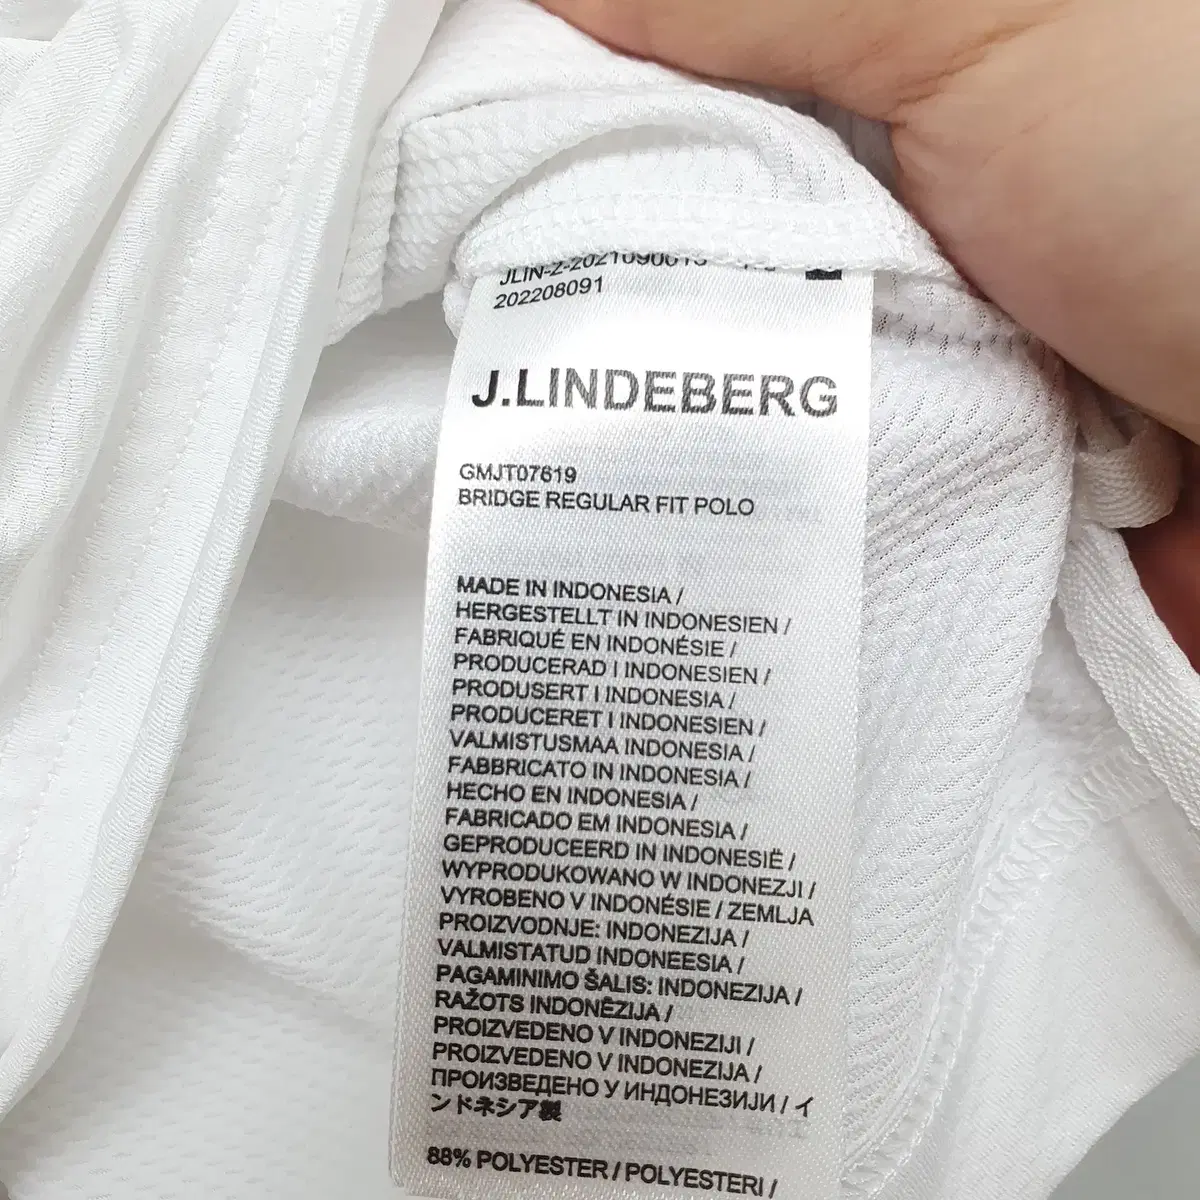 JLIN-2-2021090015
202208091
J.LINDEBERG
GMJT07619
BRIDGE REGULAR FIT POLO
MADE IN INDONESIA /
HERGESTELLT IN INDONESIEN /
FABRIQUÉ EN INDONÉSIE /
PRODUCERAD I INDONESIEN /
PRODUSERT I INDONESIA /
PRODUCERET I INDONESIEN /
VALMISTUSMAA INDONESIA /
FABBRICATO IN INDONESIA /
HECHO EN INDONESIA /
FABRICADO EM INDONESIA /
GEPRODUCEERD IN INDONESIË /
WYPRODUKOWANO W INDONEZJI /
VYROBENO V INDONÉSIE / ZEMLJA
PROIZVODNJE: INDONEZIJA /
VALMISTATUD INDONEESIA /
PAGAMINIMO ŠALIS: INDONEZIJA /
RAŽOTS INDONĒZIJA /
PROIZVEDENO V INDONEZIJI /
PROIZVEDENO V INDONEZIJA /
ПРОИЗВЕДЕНО У ИНДОНЕЗИЈИ / イ
ンドネシア製
88% POLYESTER / POLYESTERI /